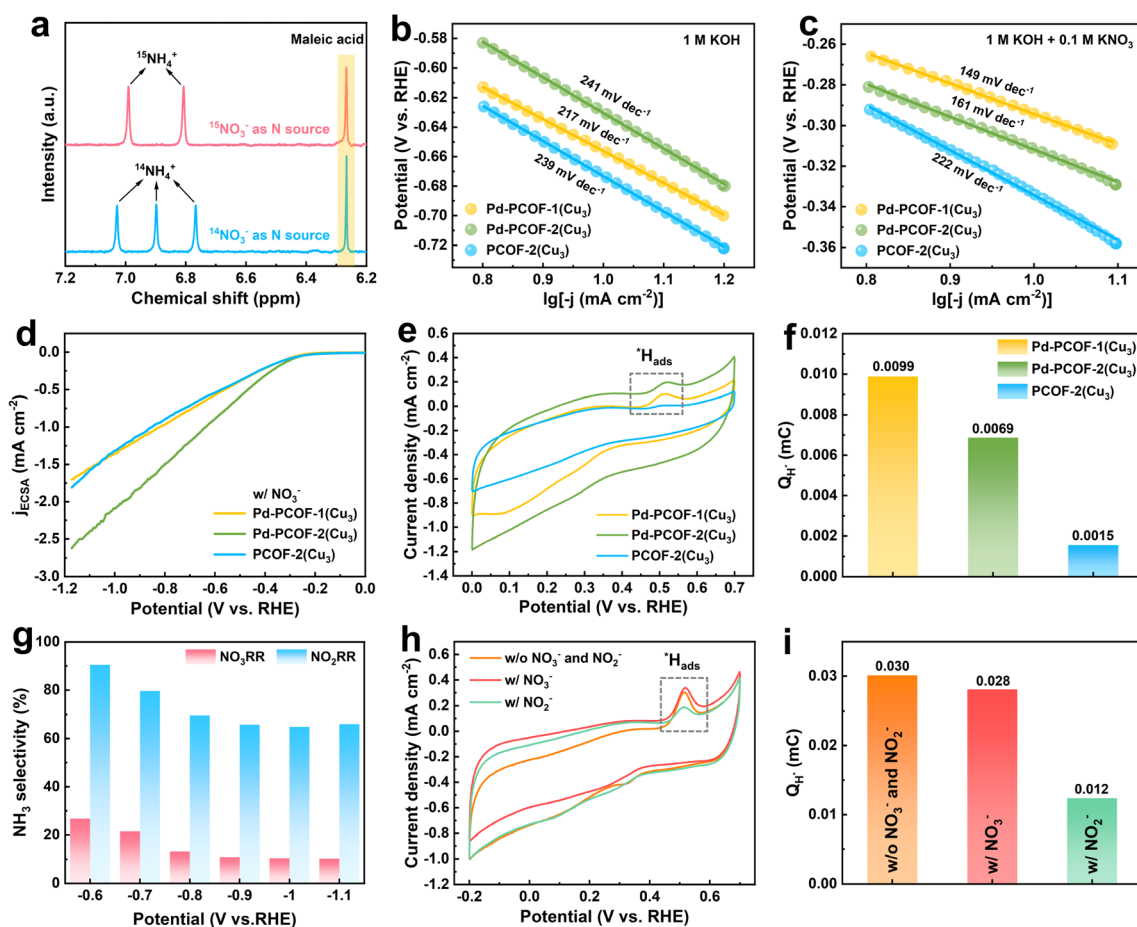 a
Maleic acid
¹⁵NH₄⁺
¹⁵NO₃⁻ as N source
¹⁴NH₄⁺
¹⁴NO₃⁻ as N source
Intensity (a.u.)
7.2 7.0 6.8 6.6 6.4 6.2
Chemical shift (ppm)
b
1 M KOH
241 mV dec⁻¹
217 mV dec⁻¹
239 mV dec⁻¹
Pd-PCOF-1(Cu₃)
Pd-PCOF-2(Cu₃)
PCOF-2(Cu₃)
Potential (V vs. RHE)
-0.58
-0.62
-0.66
-0.70
-0.72
0.8 0.9 1.0 1.1 1.2
lg[-j (mA cm⁻²)]
c
1 M KOH + 0.1 M KNO₃
149 mV dec⁻¹
161 mV dec⁻¹
222 mV dec⁻¹
Pd-PCOF-1(Cu₃)
Pd-PCOF-2(Cu₃)
PCOF-2(Cu₃)
Potential (V vs. RHE)
-0.26
-0.30
-0.32
-0.36
0.8 0.9 1.0 1.1
lg[-j (mA cm⁻²)]
d
w/ NO₃⁻
Pd-PCOF-1(Cu₃)
Pd-PCOF-2(Cu₃)
PCOF-2(Cu₃)
j_ECSA (mA cm⁻²)
0.0
-0.5
-1.0
-1.5
-2.0
-2.5
-3.0
-1.2 -1.0 -0.8 -0.6 -0.4 -0.2 0.0
Potential (V vs. RHE)
e
*H_ads
Pd-PCOF-1(Cu₃)
Pd-PCOF-2(Cu₃)
PCOF-2(Cu₃)
Current density (mA cm⁻²)
0.6
0.4
0.2
0.0
-0.2
-0.4
-0.6
-0.8
-1.0
-1.2
-1.4
0.0 0.1 0.2 0.3 0.4 0.5 0.6 0.7
Potential (V vs. RHE)
f
Pd-PCOF-1(Cu₃)
Pd-PCOF-2(Cu₃)
PCOF-2(Cu₃)
0.0099
0.0069
0.0015
Q_H* (mC)
0.012
0.010
0.008
0.006
0.004
0.002
0.000
g
NO₃RR NO₂RR
NH₃ selectivity (%)
100
80
60
40
20
0
-0.6 -0.7 -0.8 -0.9 -1 -1.1
Potential (V vs.RHE)
h
w/o NO₃⁻ and NO₂⁻
w/ NO₃⁻
w/ NO₂⁻
*H_ads
Current density (mA cm⁻²)
0.6
0.4
0.2
0.0
-0.2
-0.4
-0.6
-0.8
-1.0
-1.2
-0.2 0.0 0.2 0.4 0.6
Potential (V vs. RHE)
i
0.030
0.028
0.012
w/o NO₃⁻ and NO₂⁻
w/ NO₃⁻
w/ NO₂⁻
Q_H* (mC)
0.03
0.02
0.01
0.00